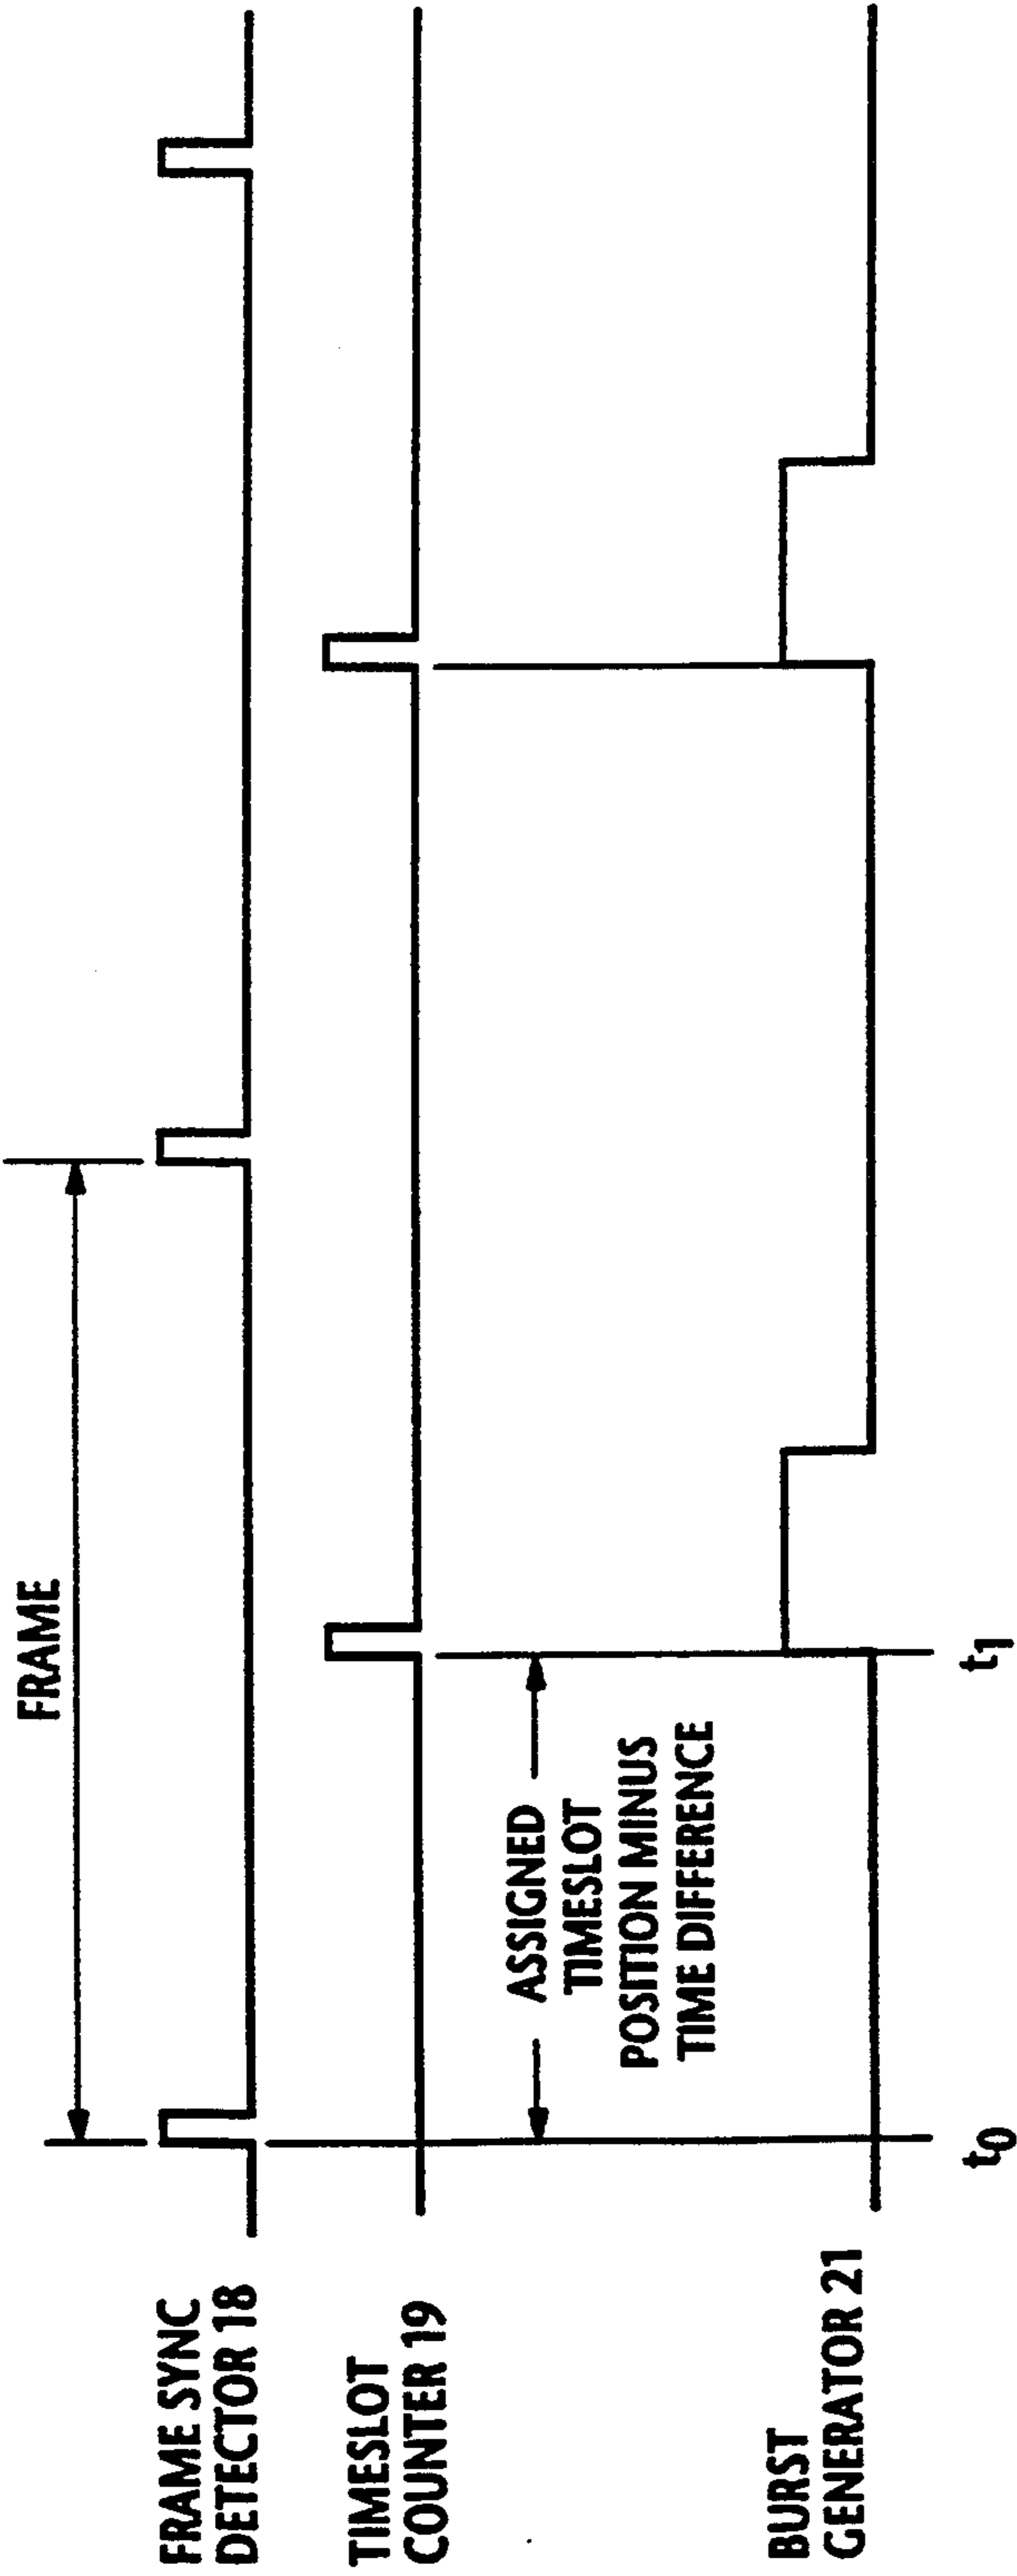 FRAME
FRAME SYNC
DETECTOR 18
TIMESLOT
COUNTER 19
ASSIGNED
TIMESLOT
POSITION MINUS
TIME DIFFERENCE
BURST
GENERATOR 21
t0
t1